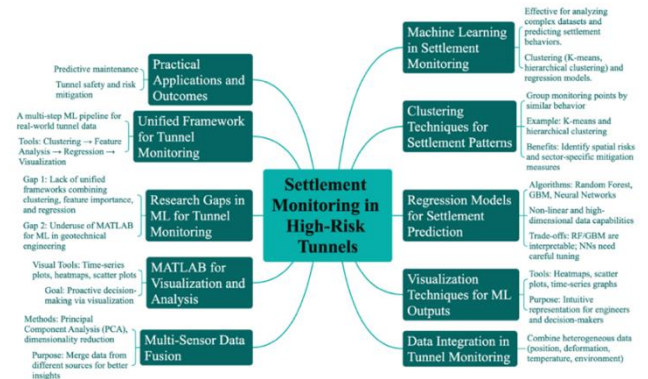 Settlement
Monitoring in
High-Risk
Tunnels
Practical
Applications and
Outcomes
Predictive maintenance
Tunnel safety and risk
mitigation
Unified Framework
for Tunnel
Monitoring
A multi-step ML pipeline for
real-world tunnel data
Tools: Clustering → Feature
Analysis → Regression →
Visualization
Research Gaps in
ML for Tunnel
Monitoring
Gap 1: Lack of unified
frameworks combining
clustering, feature importance,
and regression
Gap 2: Underuse of MATLAB
for ML in geotechnical
engineering
MATLAB for
Visualization and
Analysis
Visual Tools: Time-series
plots, heatmaps, scatter plots
Goal: Proactive decision-
making via visualization
Multi-Sensor Data
Fusion
Methods: Principal
Component Analysis (PCA),
dimensionality reduction
Purpose: Merge data from
different sources for better
insights
Machine Learning
in Settlement
Monitoring
Effective for analyzing
complex datasets and
predicting settlement
behaviors.
Clustering (K-means,
hierarchical clustering) and
regression models.
Clustering
Techniques for
Settlement Patterns
Group monitoring points by
similar behavior
Example: K-means and
hierarchical clustering
Benefits: Identify spatial risks
and sector-specific mitigation
measures
Regression Models
for Settlement
Prediction
Algorithms: Random Forest,
GBM, Neural Networks
Non-linear and high-
dimensional data capabilities
Trade-offs: RF/GBM are
interpretable; NNs need
careful tuning
Visualization
Techniques for ML
Outputs
Tools: Heatmaps, scatter
plots, time-series graphs
Purpose: Intuitive
representation for engineers
and decision-makers
Data Integration in
Tunnel Monitoring
Combine heterogeneous data
(position, deformation,
temperature, environment)